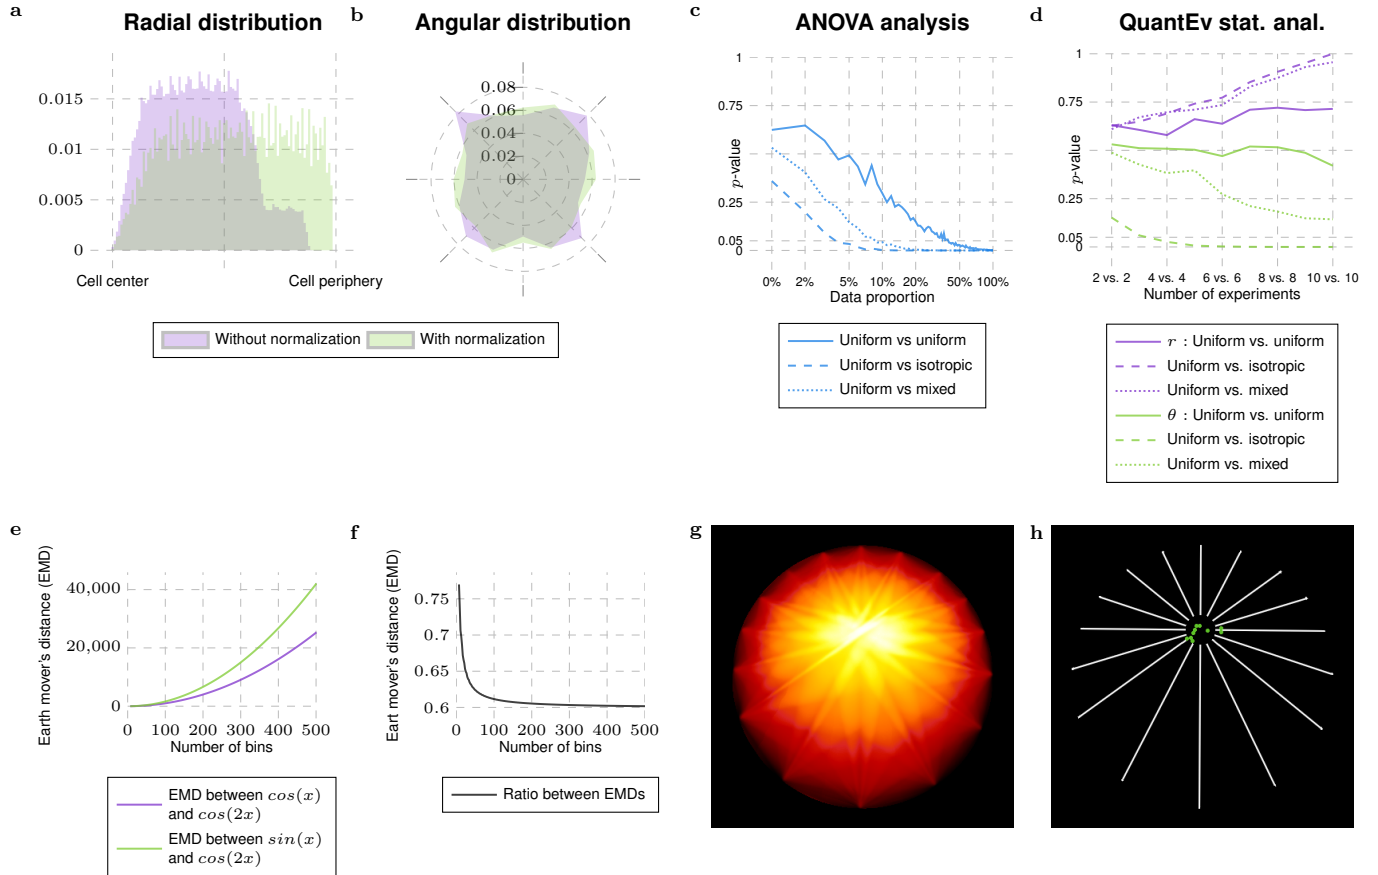 a
Radial distribution
0.015
0.01
0.005
0
Cell center
Cell periphery
b
Angular distribution
0.08
0.06
0.04
0.02
0
Without normalization
With normalization
c
ANOVA analysis
1
0.75
p-value
0.25
0.05
0
0% 2% 5% 10% 20% 50% 100%
Data proportion
Uniform vs uniform
Uniform vs isotropic
Uniform vs mixed
d
QuantEv stat. anal.
1
0.75
p-value
0.25
0.05
0
2 vs. 2 4 vs. 4 6 vs. 6 8 vs. 8 10 vs. 10
Number of experiments
r : Uniform vs. uniform
Uniform vs. isotropic
Uniform vs. mixed
θ : Uniform vs. uniform
Uniform vs. isotropic
Uniform vs. mixed
e
Earth mover's distance (EMD)
40,000
20,000
0
0 100 200 300 400 500
Number of bins
EMD between cos(x)
and cos(2x)
EMD between sin(x)
and cos(2x)
f
Eart mover's distance (EMD)
0.75
0.7
0.65
0.6
0 100 200 300 400 500
Number of bins
Ratio between EMDs
g
h